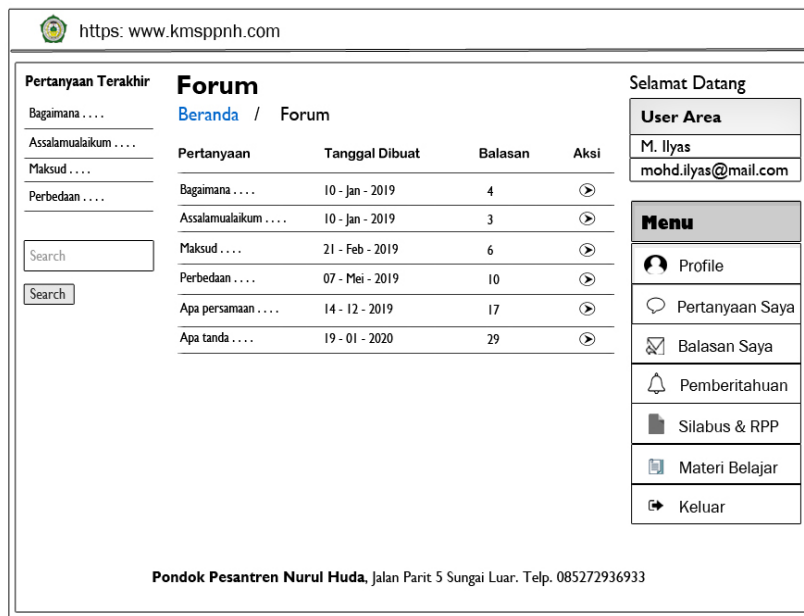 https: www.kmsppnh.com
Pertanyaan Terakhir
Bagaimana . . . .
Assalamualaikum . . . .
Maksud . . . .
Perbedaan . . . .
Search
Search
Forum
Beranda / Forum
Pertanyaan Tanggal Dibuat Balasan Aksi
Bagaimana . . . . 10 - Jan - 2019 4
Assalamualaikum . . . . 10 - Jan - 2019 3
Maksud . . . . 21 - Feb - 2019 6
Perbedaan . . . . 07 - Mei - 2019 10
Apa persamaan . . . . 14 - 12 - 2019 17
Apa tanda . . . . 19 - 01 - 2020 29
Selamat Datang
User Area
M. Ilyas
mohd.ilyas@mail.com
Menu
Profile
Pertanyaan Saya
Balasan Saya
Pemberitahuan
Silabus & RPP
Materi Belajar
Keluar
Pondok Pesantren Nurul Huda, Jalan Parit 5 Sungai Luar. Telp. 085272936933